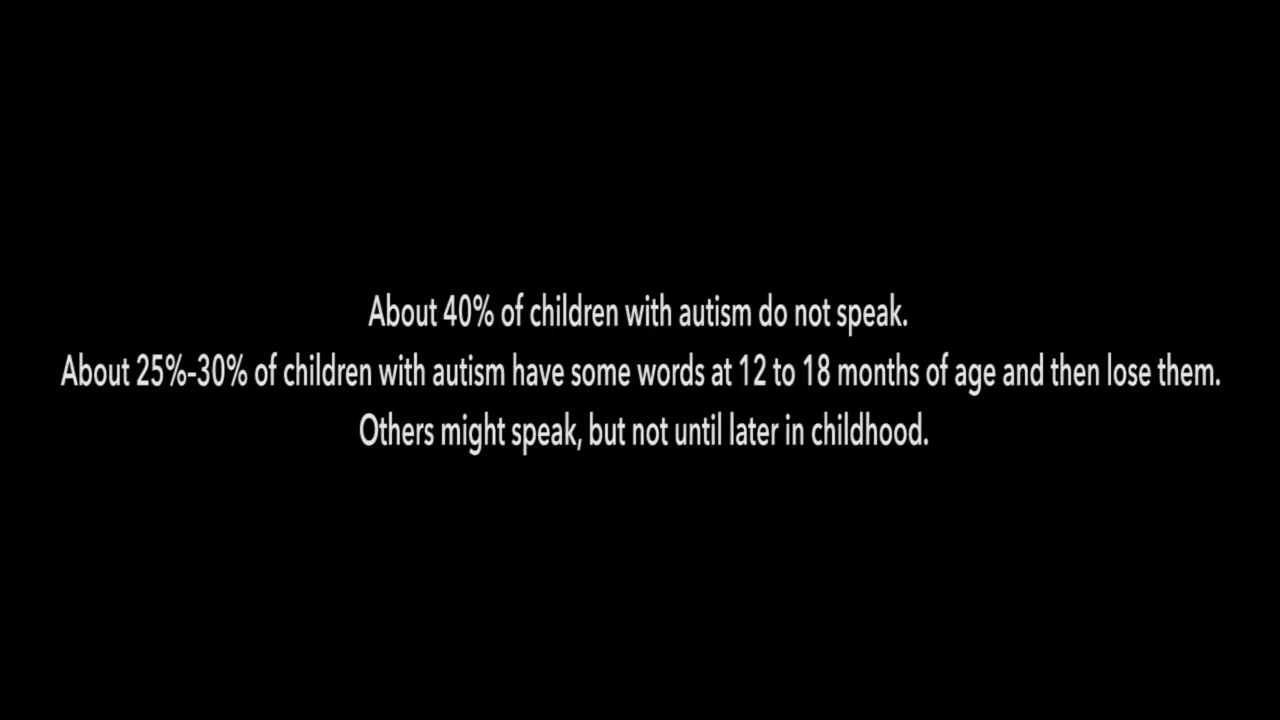 About 40% of children with autism do not speak.
About 25%-30% of children with autism have some words at 12 to 18 months of age and then lose them.
Others might speak, but not until later in childhood.